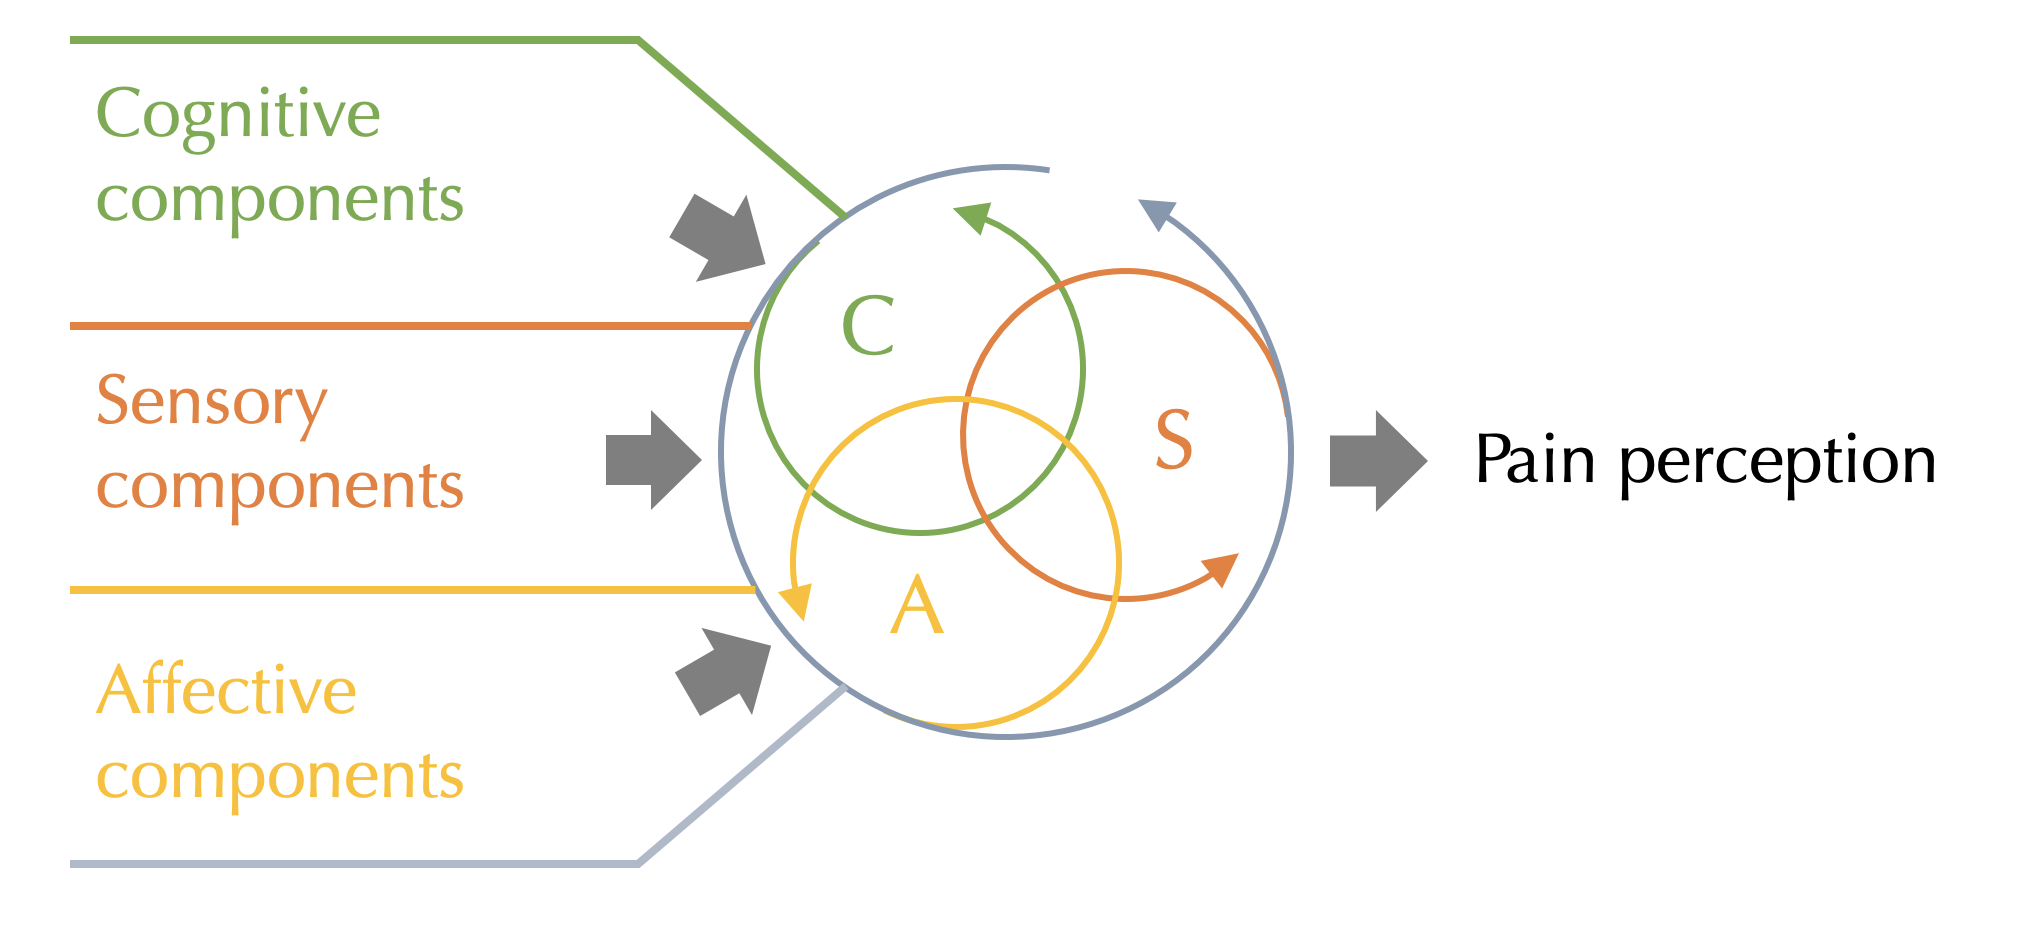 Cognitive
components
C
Sensory
components
S
Pain perception
A
Affective
components